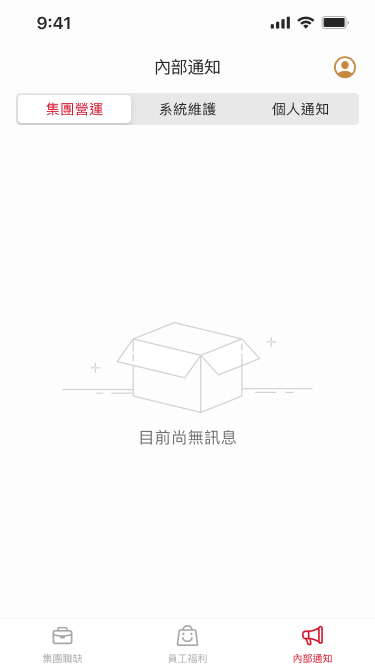 9:41
內部通知
集團營運
系統維護
個人通知
目前尚無訊息
集團職缺
員工福利
內部通知